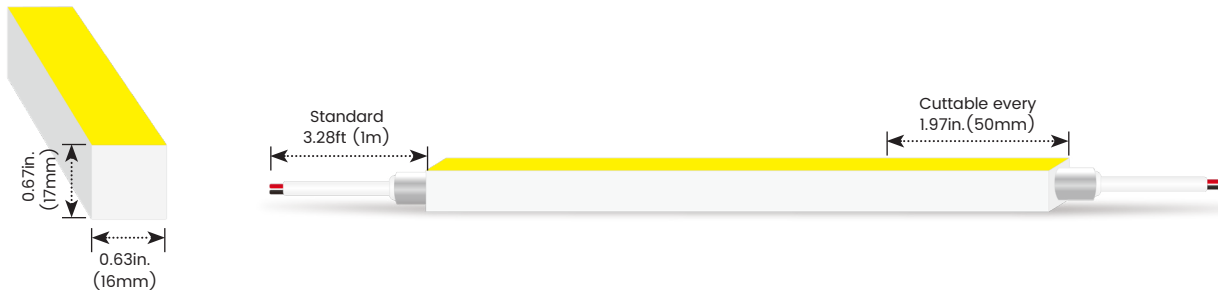 0.67in.
(17mm)
0.63in.
(16mm)
Standard
3.28ft (1m)
Cuttable every
1.97in.(50mm)